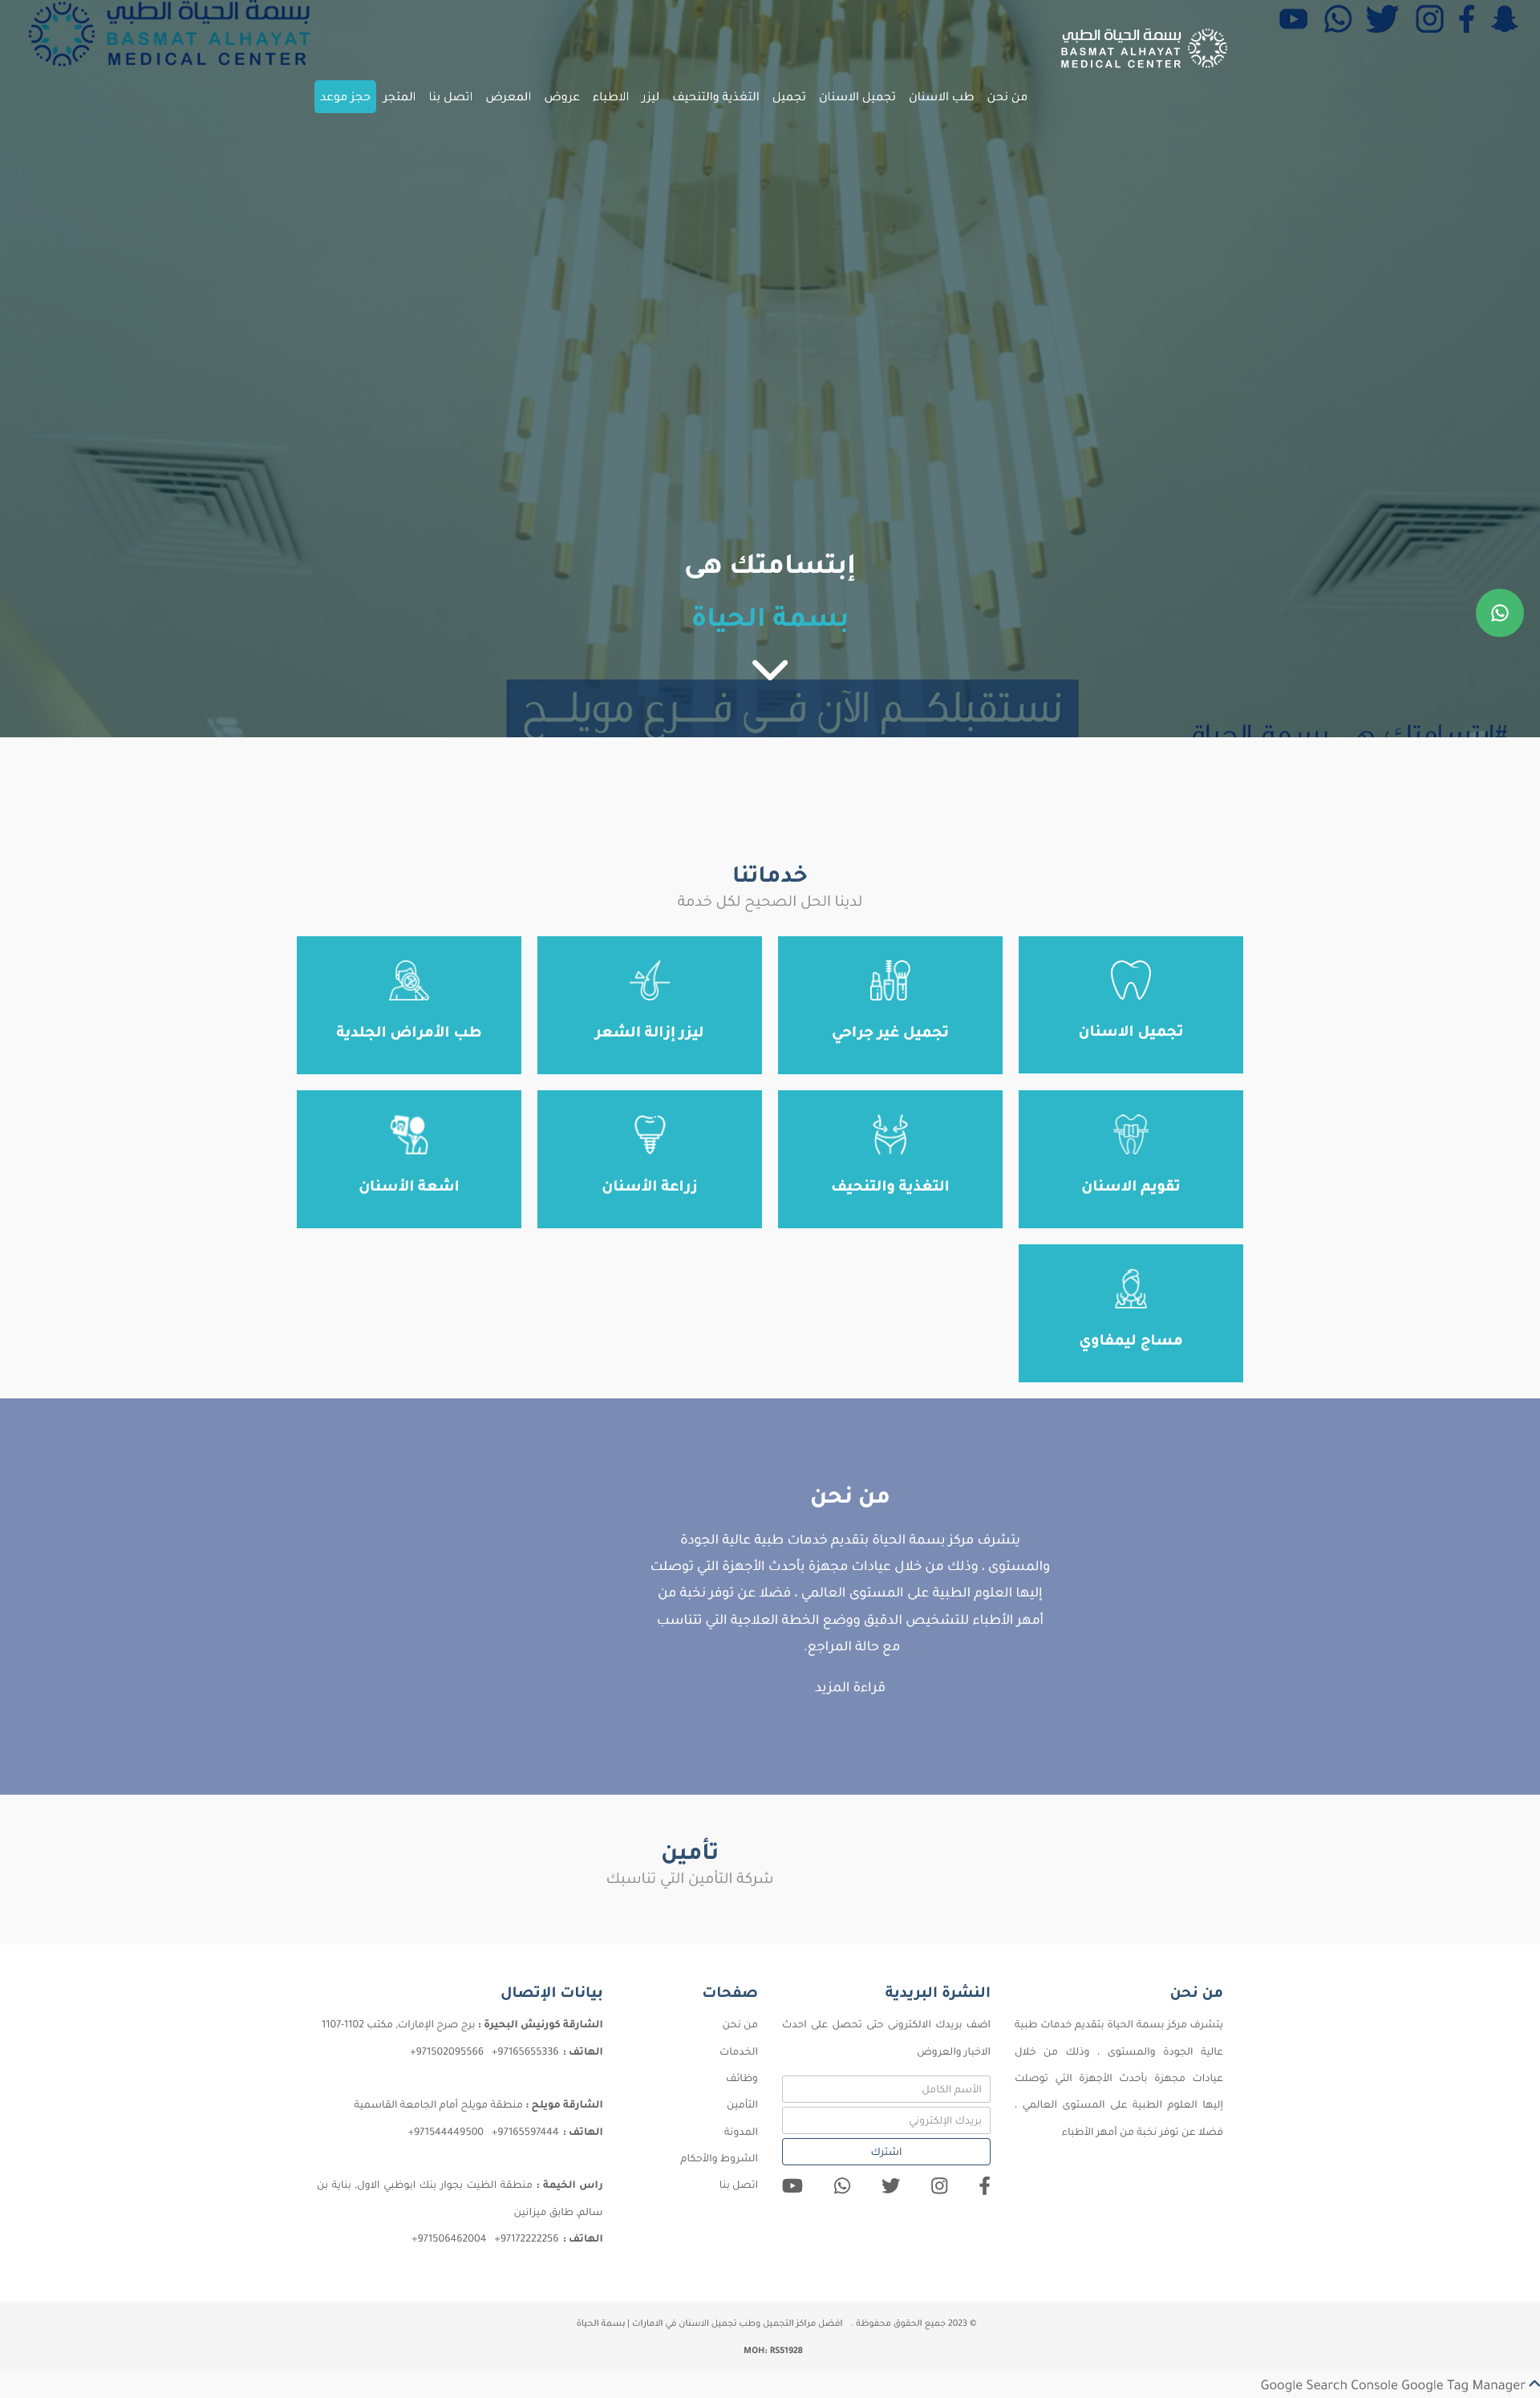 بسمة الحياة الطبي
BASMAT ALHAYAT
MEDICAL CENTER
بسمة الحياة الطبي
BASMAT ALHAYAT
MEDICAL CENTER
من نحن طب الاسنان تجميل الاسنان تجميل التغذية والتنحيف ليزر الاطباء عروض المعرض اتصل بنا المتجر حجز موعد
إبتسامتك هى
بسمة الحياة
نستقبلكم الآن في فرع مويلح
#ابتسامتك هي بسمة الحياة
خدماتنا
لدينا الحل الصحيح لكل خدمة
تجميل الاسنان
تجميل غير جراحي
ليزر إزالة الشعر
طب الأمراض الجلدية
تقويم الاسنان
التغذية والتنحيف
زراعة الأسنان
اشعة الأسنان
مساج ليمفاوي
من نحن
يتشرف مركز بسمة الحياة بتقديم خدمات طبية عالية الجودة
والمستوى ، وذلك من خلال عيادات مجهزة بأحدث الأجهزة التي توصلت
إليها العلوم الطبية على المستوى العالمي ، فضلا عن توفر نخبة من
أمهر الأطباء للتشخيص الدقيق ووضع الخطة العلاجية التي تتناسب
مع حالة المراجع.
قراءة المزيد
تأمين
شركة التأمين التي تناسبك
من نحن
يتشرف مركز بسمة الحياة بتقديم خدمات طبية
عالية الجودة والمستوى ، وذلك من خلال
عيادات مجهزة بأحدث الأجهزة التي توصلت
إليها العلوم الطبية على المستوى العالمي ،
فضلا عن توفر نخبة من أمهر الأطباء
النشرة البريدية
اضف بريدك الالكترونى حتى تحصل على احدث
الاخبار والعروض
الأسم الكامل
بريدك الإلكتروني
اشترك
صفحات
من نحن
الخدمات
وظائف
التأمين
المدونة
الشروط والأحكام
اتصل بنا
بيانات الإتصال
الشارقة كورنيش البحيرة : برج صرح الإمارات, مكتب 1102-1107
الهاتف : 97165655336+ 971502095566+
الشارقة مويلح : منطقة مويلح أمام الجامعة القاسمية
الهاتف : 97165597444+ 971544449500+
راس الخيمة : منطقة الظيت بجوار بنك ابوظبي الاول, بناية بن
سالم, طابق ميزانين
الهاتف : 97172222256+ 971506462004+
© 2023 جميع الحقوق محفوظة . افضل مراكز التجميل وطب تجميل الاسنان في الامارات | بسمة الحياة
MOH: RS51928
Google Search Console Google Tag Manager